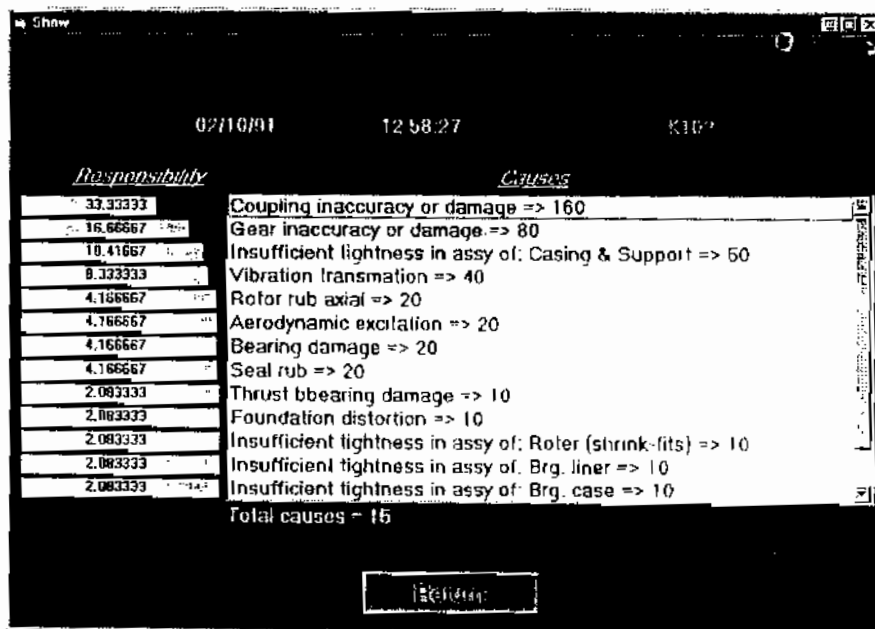 Show
02/10/91 12:58:27
Responsibility Causes
33.33333 Coupling inaccuracy or damage => 160
16.66667 Gear inaccuracy or damage => 80
10.41667 Insufficient tightness in assy of: Casing & Support => 50
8.333333 Vibration transmation => 40
4.166667 Rotor rub axial => 20
4.166667 Aerodynamic excitation => 20
4.166667 Bearing damage => 20
4.166667 Seal rub => 20
2.083333 Thrust bbearing damage => 10
2.083333 Foundation distortion => 10
2.083333 Insufficient tightness in assy of: Roter (shrink-fits) => 10
2.083333 Insufficient tightness in assy of: Brg. liner => 10
2.083333 Insufficient tightness in assy of: Brg. case => 10
Total causes = 15